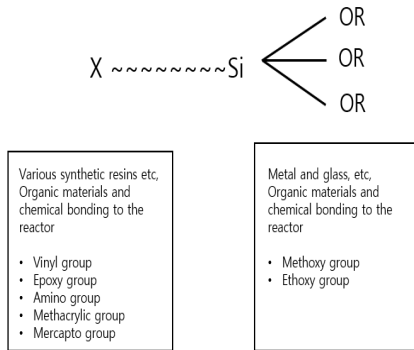 OR
X ~~~~~~~~Si OR
OR
Various synthetic resins etc,
Organic materials and
chemical bonding to the
reactor
• Vinyl group
• Epoxy group
• Amino group
• Methacrylic group
• Mercapto group
Metal and glass, etc,
Organic materials and
chemical bonding to the
reactor
• Methoxy group
• Ethoxy group